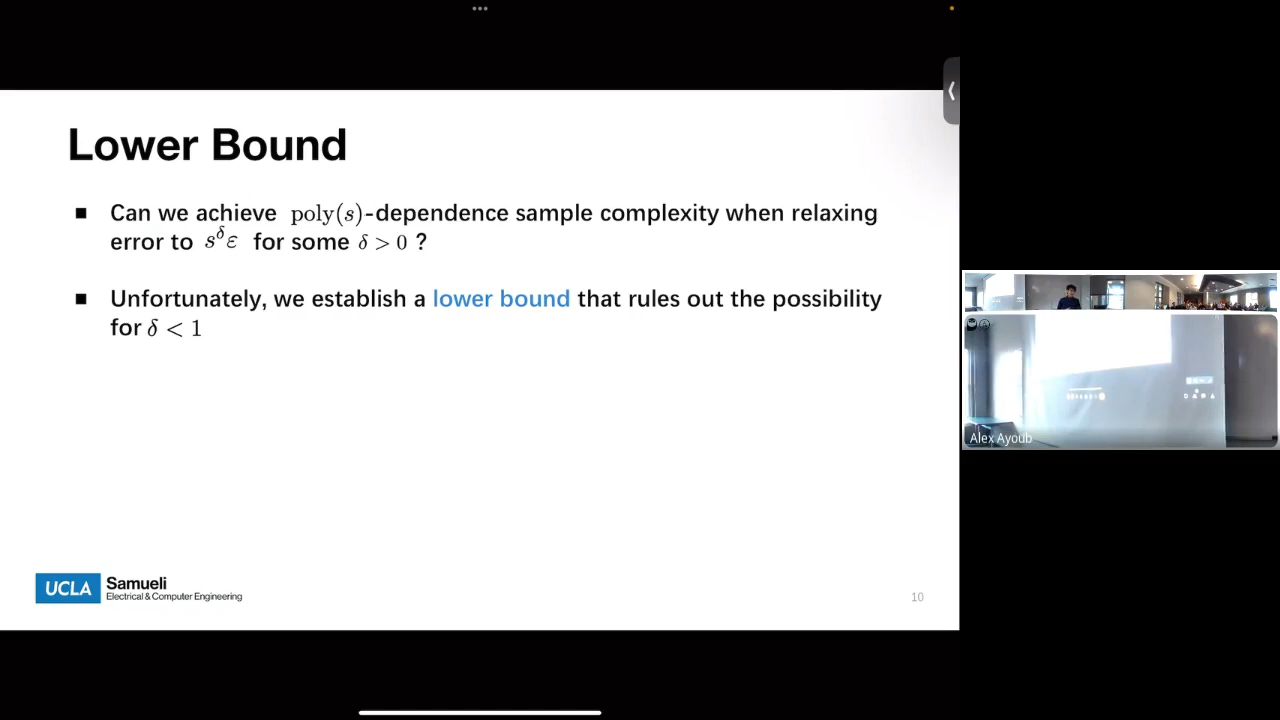 Lower Bound
■ Can we achieve poly(s)-dependence sample complexity when relaxing
error to s^δ ε for some δ > 0 ?
■ Unfortunately, we establish a lower bound that rules out the possibility
for δ < 1
UCLA Samueli
Electrical & Computer Engineering
10
Alex Ayoub